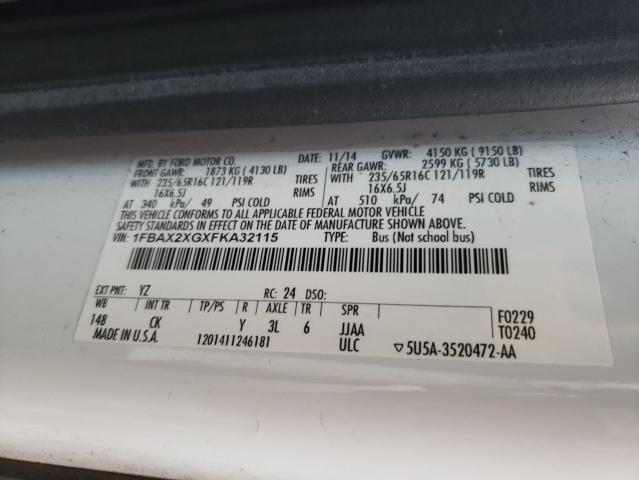 MFD. BY FORD MOTOR CO. DATE: 11/14 GVWR: 4150 KG ( 9150 LB)
FRONT GAWR: 1873 KG ( 4130 LB) REAR GAWR: 2599 KG ( 5730 LB)
WITH 235/65R16C 121/119R TIRES WITH 235/65R16C 121/119R TIRES
16X6.5J RIMS 16X6.5J RIMS
AT 340 kPa/ 49 PSI COLD AT 510 kPa/ 74 PSI COLD
THIS VEHICLE CONFORMS TO ALL APPLICABLE FEDERAL MOTOR VEHICLE
SAFETY STANDARDS IN EFFECT ON THE DATE OF MANUFACTURE SHOWN ABOVE.
VIN: 1FBAX2XGXFKA32115 TYPE: Bus (Not school bus)
EXT PNT: YZ RC: 24 DSO:
WB INT TR TP/PS R AXLE TR SPR F0229
148 CK Y 3L 6 JJAA T0240
MADE IN U.S.A. 1201411246181 ULC ▽5U5A-3520472-AA